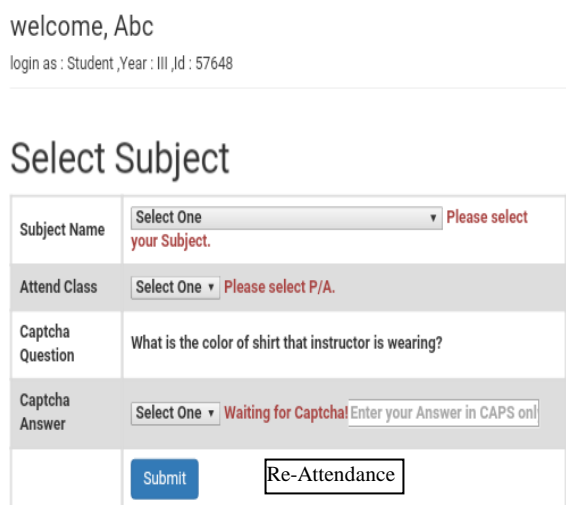 welcome, Abc
login as : Student ,Year : III ,Id : 57648
Select Subject
Subject Name
Select One
Please select
your Subject.
Attend Class
Select One
Please select P/A.
Captcha
Question
What is the color of shirt that instructor is wearing?
Captcha
Answer
Select One
Waiting for Captcha!
Enter your Answer in CAPS onl
Submit
Re-Attendance